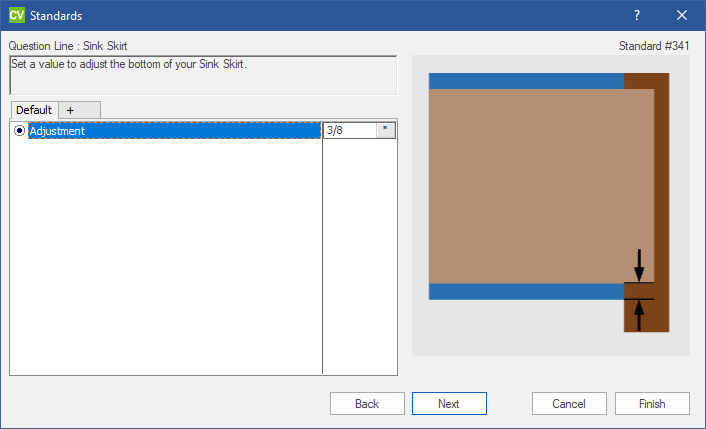 CV Standards ?
Question Line : Sink Skirt Standard #341
Set a value to adjust the bottom of your Sink Skirt.
Default +
Adjustment 3/8 "
Back Next Cancel Finish